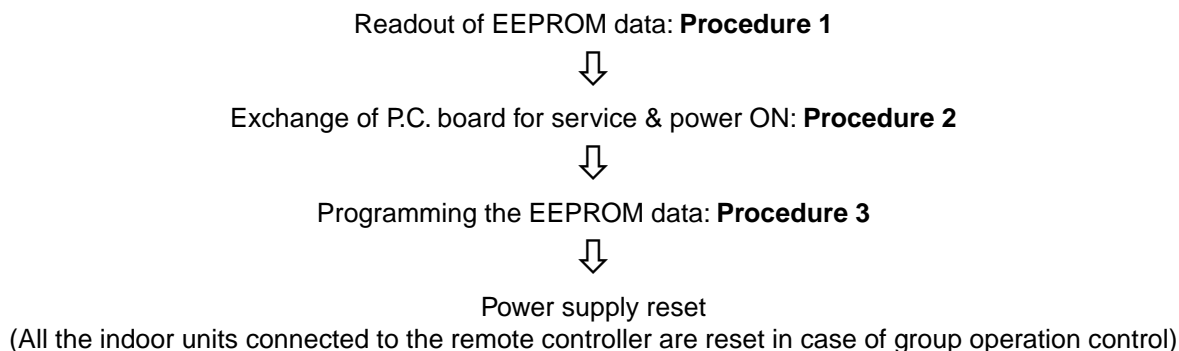 Readout of EEPROM data: Procedure 1
Exchange of P.C. board for service & power ON: Procedure 2
Programming the EEPROM data: Procedure 3
Power supply reset
(All the indoor units connected to the remote controller are reset in case of group operation control)